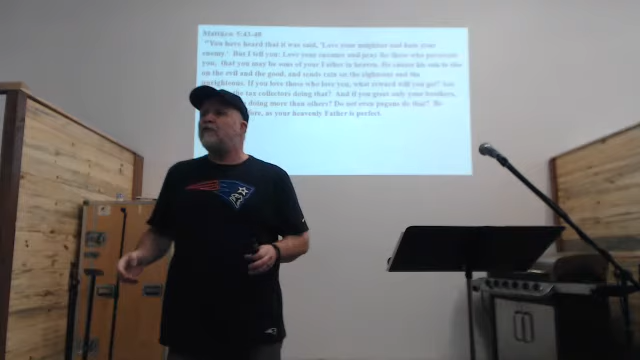 Matthew 5:43-48
"You have heard that it was said, 'Love your neighbor and hate your
enemy.' But I tell you: Love your enemies and pray for those who persecute
you, that you may be sons of your Father in heaven. He causes his sun to rise
on the evil and the good, and sends rain on the righteous and the
unrighteous. If you love those who love you, what reward will you get? Are
tax collectors doing that? And if you greet only your brothers,
doing more than others? Do not even pagans do that? Be
as your heavenly Father is perfect.